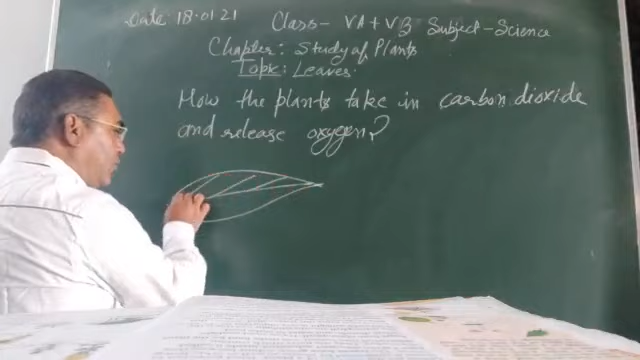 Date: 18.01.21 Class- VA + VB Subject-Science
Chapter: Study of Plants
Topic: Leaves.
How the plants take in carbon dioxide
and release oxygen?